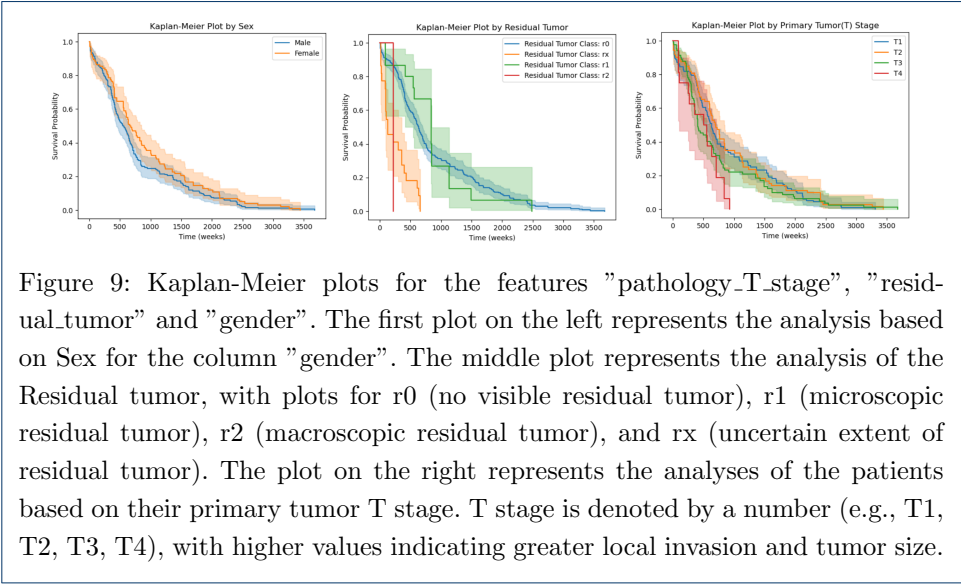 Kaplan-Meier Plot by Sex
Male
Female
1.0
0.8
0.6
0.4
0.2
0.0
Survival Probability
0 500 1000 1500 2000 2500 3000 3500
Time (weeks)
Kaplan-Meier Plot by Residual Tumor
Residual Tumor Class: r0
Residual Tumor Class: rx
Residual Tumor Class: r1
Residual Tumor Class: r2
1.0
0.8
0.6
0.4
0.2
0.0
Survival Probability
0 500 1000 1500 2000 2500 3000 3500
Time (weeks)
Kaplan-Meier Plot by Primary Tumor(T) Stage
T1
T2
T3
T4
1.0
0.8
0.6
0.4
0.2
0.0
Survival Probability
0 500 1000 1500 2000 2500 3000 3500
Time (weeks)
Figure 9: Kaplan-Meier plots for the features ”pathology_T_stage”, ”resid-
ual_tumor” and ”gender”. The first plot on the left represents the analysis based
on Sex for the column ”gender”. The middle plot represents the analysis of the
Residual tumor, with plots for r0 (no visible residual tumor), r1 (microscopic
residual tumor), r2 (macroscopic residual tumor), and rx (uncertain extent of
residual tumor). The plot on the right represents the analyses of the patients
based on their primary tumor T stage. T stage is denoted by a number (e.g., T1,
T2, T3, T4), with higher values indicating greater local invasion and tumor size.